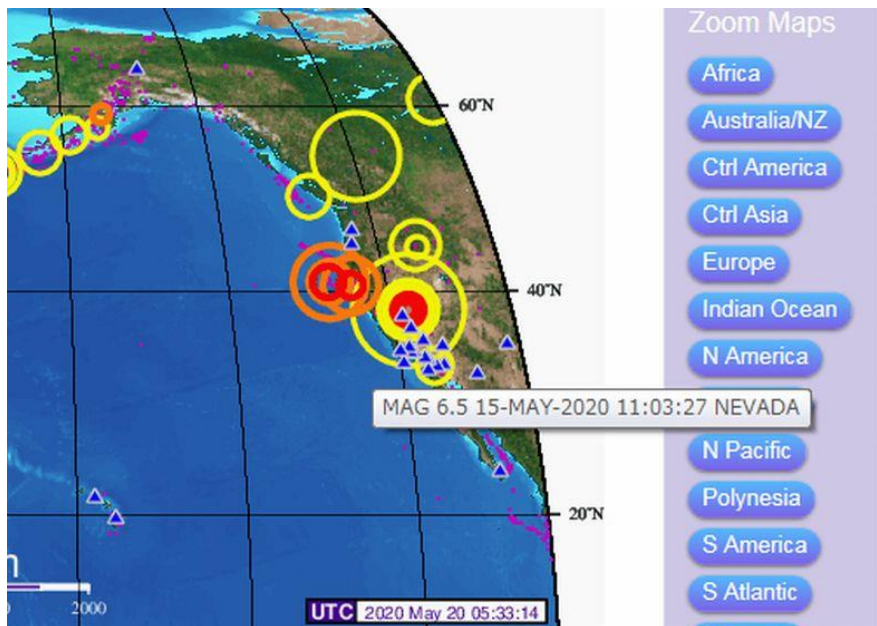 Zoom Maps
Africa
Australia/NZ
Ctrl America
Ctrl Asia
Europe
Indian Ocean
N America
N Pacific
Polynesia
S America
S Atlantic
60°N
40°N
20°N
MAG 6.5 15-MAY-2020 11:03:27 NEVADA
2000
UTC 2020 May 20 05:33:14